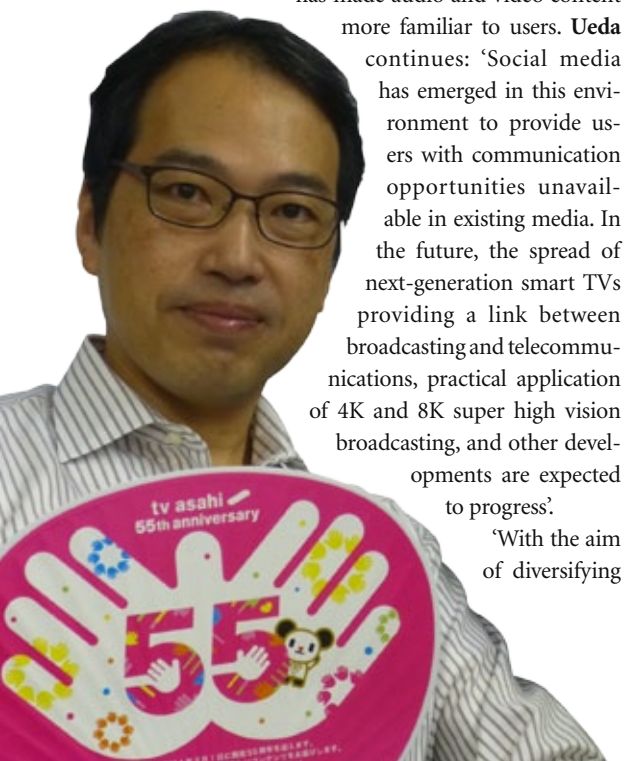 has made audio and video content
more familiar to users. Ueda
continues: ‘Social media
has emerged in this envi-
ronment to provide us-
ers with communication
opportunities unavail-
able in existing media. In
the future, the spread of
next-generation smart TVs
providing a link between
broadcasting and telecommu-
nications, practical application
of 4K and 8K super high vision
broadcasting, and other devel-
opments are expected
to progress’.
‘With the aim
of diversifying
tv asahi
55th anniversary
55